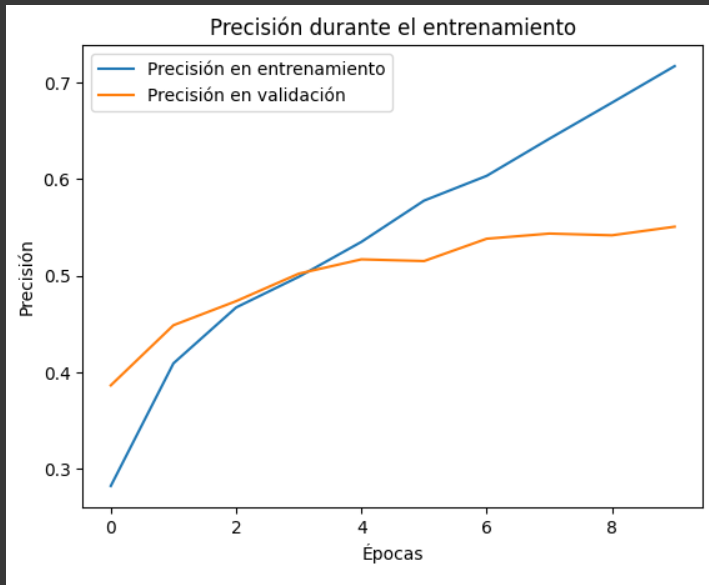 Precisión durante el entrenamiento
Precisión en entrenamiento
Precisión en validación
0.7
0.6
0.5
0.4
0.3
Precisión
0 2 4 6 8
Épocas